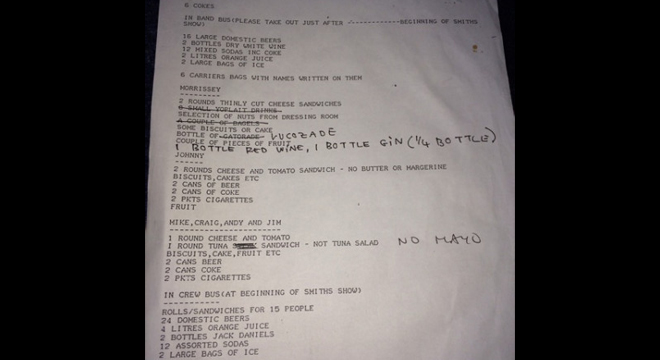 6 COKES
IN BAND BUS(PLEASE TAKE OUT JUST AFTER -------------BEGINNING OF SMITHS
SHOW)
16 LARGE DOMESTIC BEERS
2 BOTTLES DRY WHITE WINE
12 MIXED SODAS INC COKE
2 LITRES ORANGE JUICE
2 LARGE BAGS OF ICE
6 CARRIERS BAGS WITH NAMES WRITTEN ON THEM
MORRISSEY
---------
2 ROUNDS THINLY CUT CHEESE SANDWICHES
6 SMALL YOPLAIT DRINKS
SELECTION OF NUTS FROM DRESSING ROOM
A COUPLE OF BAGELS
SOME BISCUITS OR CAKE
BOTTLE OF GATORADE LUCOZADE
COUPLE OF PIECES OF FRUIT
1 BOTTLE RED WINE, 1 BOTTLE GIN (1/4 BOTTLE)
JOHNNY
------
2 ROUNDS CHEESE AND TOMATO SANDWICH - NO BUTTER OR MARGERINE
BISCUITS,CAKES ETC
2 CANS OF BEER
2 CANS OF COKE
2 PKTS CIGARETTES
FRUIT
MIKE,CRAIG,ANDY AND JIM
-----------
1 ROUND CHEESE AND TOMATO
1 ROUND TUNA SANDWICH - NOT TUNA SALAD NO MAYO
BISCUITS,CAKE,FRUIT ETC
2 CANS BEER
2 CANS COKE
2 PKTS CIGARETTES
IN CREW BUS(AT BEGINNING OF SMITHS SHOW)
-----------
ROLLS/SANDWICHES FOR 15 PEOPLE
24 DOMESTIC BEERS
4 LITRES ORANGE JUICE
2 BOTTLES JACK DANIELS
12 ASSORTED SODAS
2 LARGE BAGS OF ICE